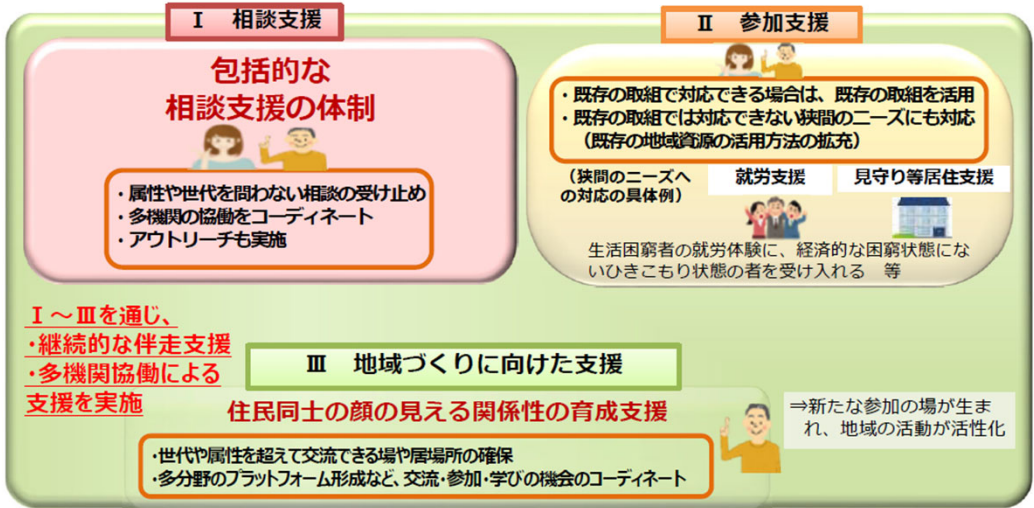 Ⅰ 相談支援
包括的な
相談支援の体制
・属性や世代を問わない相談の受け止め
・多機関の協働をコーディネート
・アウトリーチも実施
Ⅱ 参加支援
・既存の取組で対応できる場合は、既存の取組を活用
・既存の取組では対応できない狭間のニーズにも対応
（既存の地域資源の活用方法の拡充）
（狭間のニーズへ
の対応の具体例）
就労支援
見守り等居住支援
生活困窮者の就労体験に、経済的な困窮状態にな
いひきこもり状態の者を受け入れる 等
Ⅰ～Ⅲを通じ、
・継続的な伴走支援
・多機関協働による
支援を実施
Ⅲ 地域づくりに向けた支援
住民同士の顔の見える関係性の育成支援
・世代や属性を超えて交流できる場や居場所の確保
・多分野のプラットフォーム形成など、交流・参加・学びの機会のコーディネート
⇒新たな参加の場が生ま
れ、地域の活動が活性化